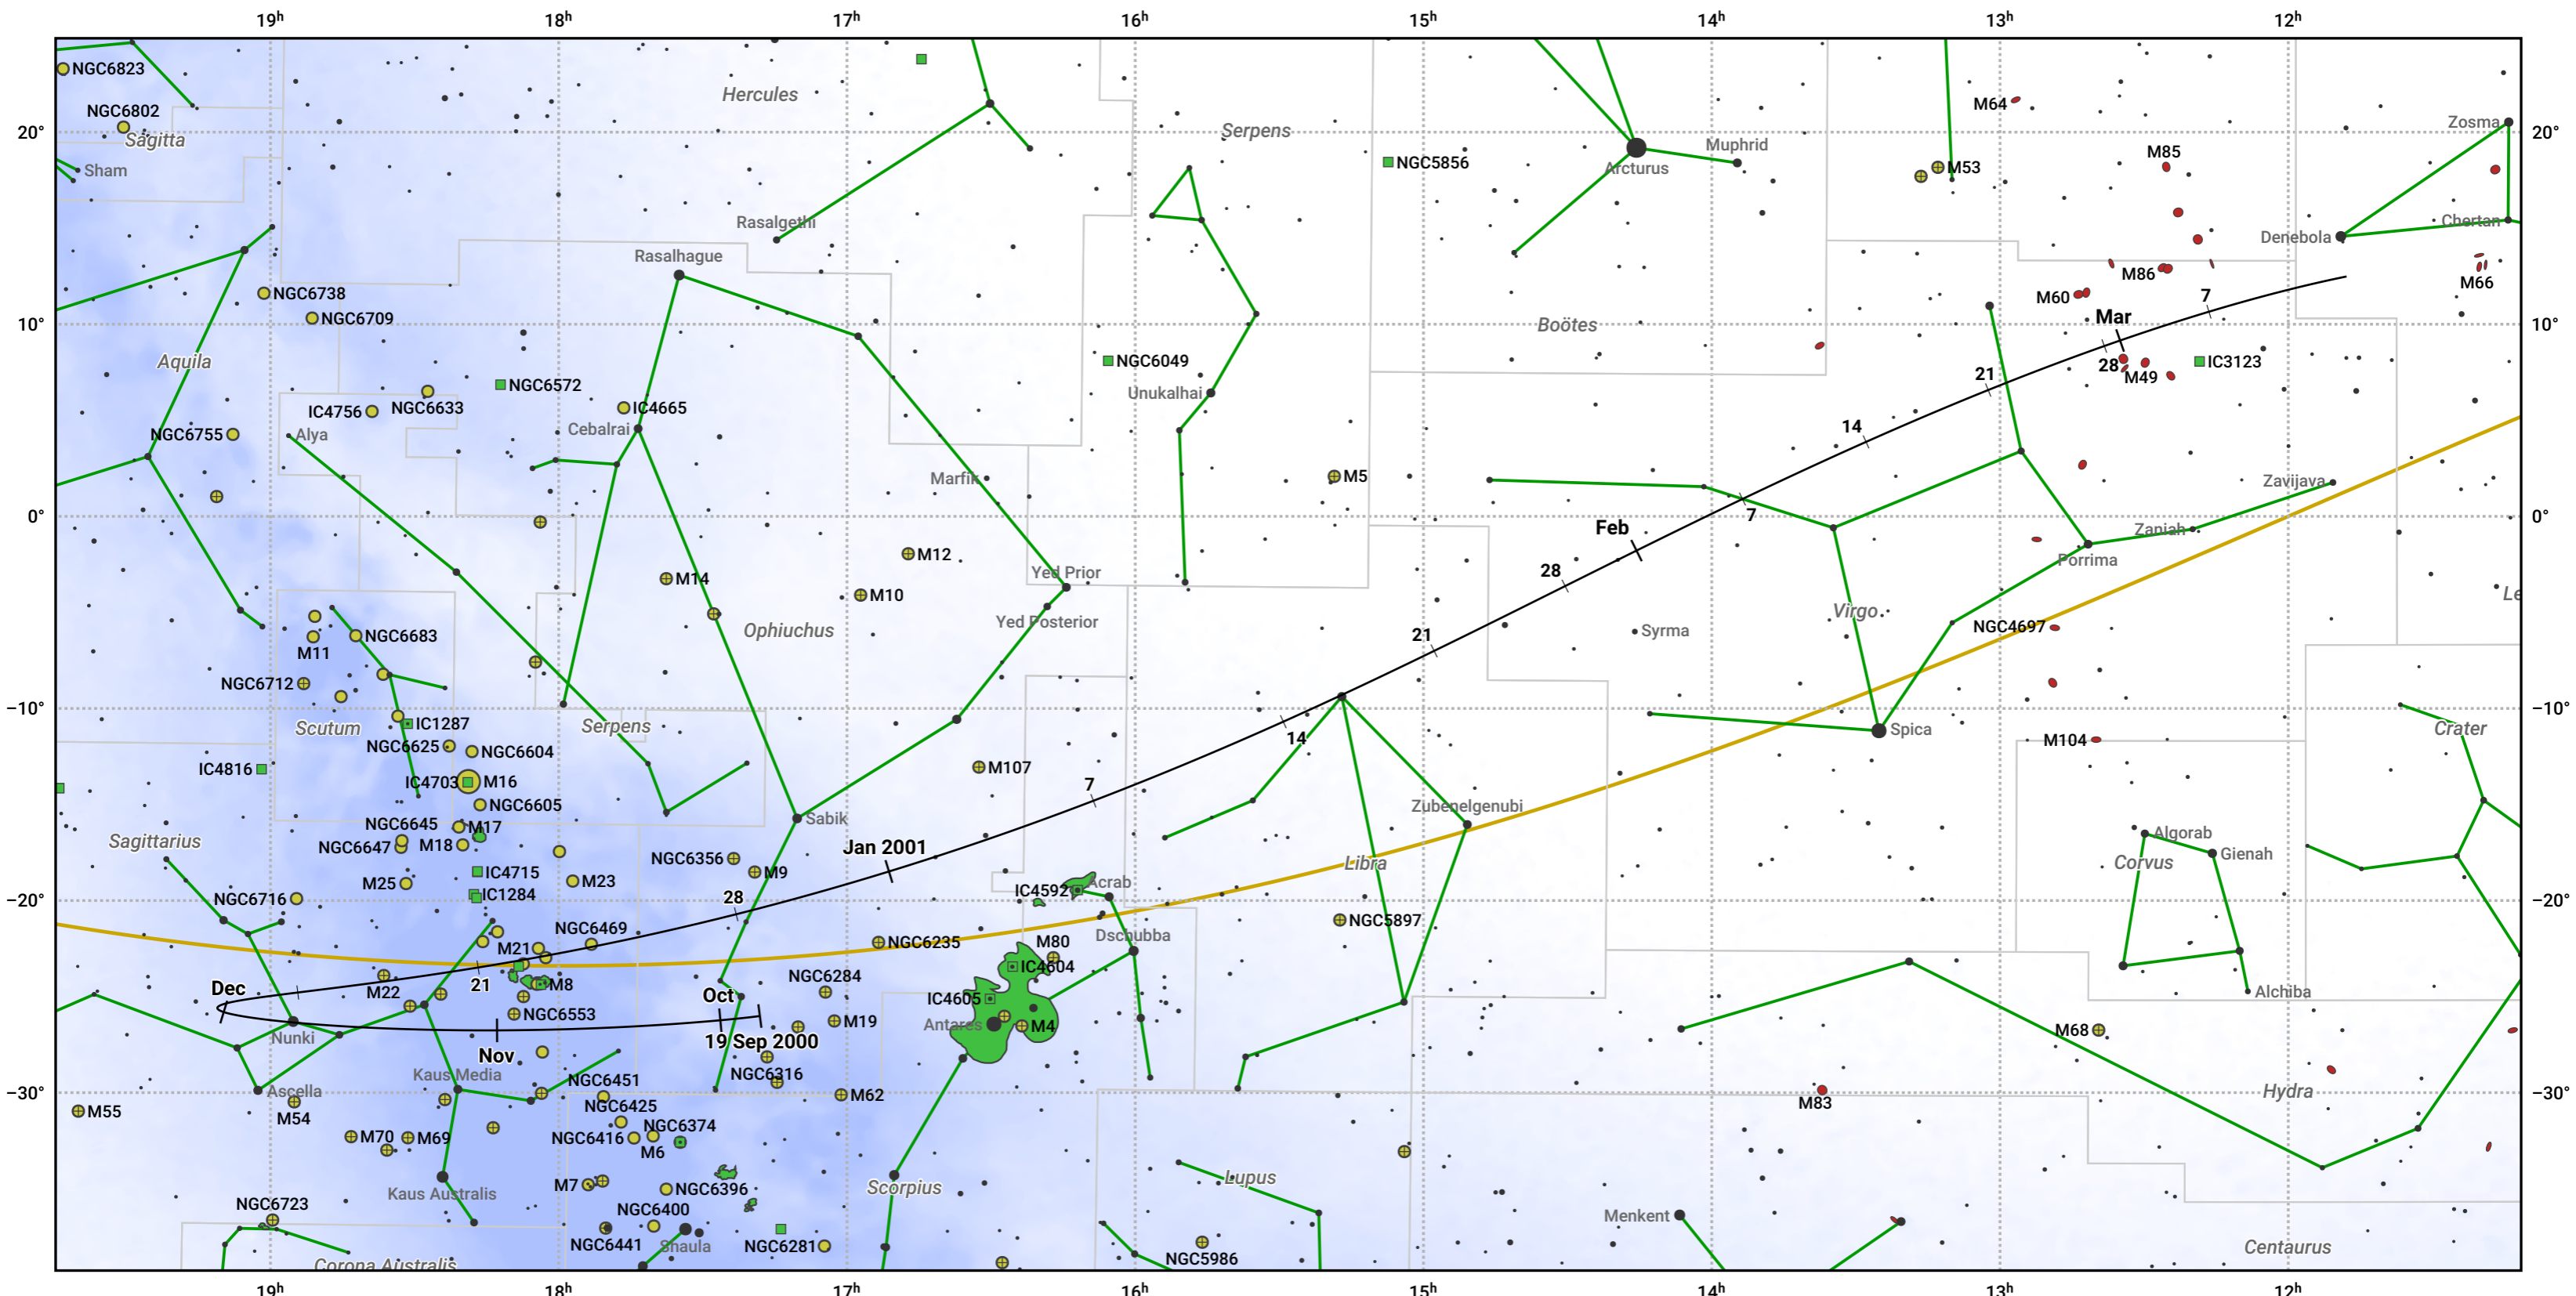 19h 18h 17h 16h 15h 14h 13h 12h
NGC6823
Hercules
M64
NGC6802
Sagitta
20°
Serpens
Muphrid
Zosma
20°
Sham
NGC5856
Arcturus
M53
M85
Rasalgethi
Chertan
Denebola
Rasalhague
M86
M66
NGC6738
M60
7
NGC6709
Mar
10°
Boötes
10°
Aquila
NGC6572
NGC6049
21
28
M49
IC3123
IC4756
NGC6633
IC4665
Unukalhai
NGC6755
Alya
Cebalrai
14
Marfik
M5
Zavijava
0°
Feb
7
Zaniah
0°
M12
Porrima
M14
Yed Prior
28
M10
Le
Yed Posterior
Virgo
NGC6683
Ophiuchus
21
Syrma
NGC4697
M11
NGC6712
−10°
−10°
Scutum
IC1287
Serpens
14
Spica
Crater
NGC6625
NGC6604
M104
IC4816
IC4703
M16
M107
7
NGC6605
Zubenelgenubi
Sagittarius
NGC6645
M17
Sabik
Algorab
NGC6647
M18
Jan 2001
Gienah
NGC6356
Libra
Corvus
M25
IC4715
M23
M9
Acrab
NGC6716
IC1284
28
IC4592
−20°
−20°
NGC6469
NGC5897
M21
NGC6235
M80
Dschubba
IC4604
21
M8
NGC6284
Dec
M22
Oct
IC4605
Alchiba
NGC6553
M19
Antares
M4
M68
Nunki
Nov
19 Sep 2000
Kaus Media
NGC6451
NGC6316
−30°
Ascella
M62
Hydra
−30°
M55
M54
NGC6425
M83
M70
M69
NGC6416
NGC6374
M6
Kaus Australis
M7
NGC6396
Scorpius
Lupus
NGC6723
NGC6400
Menkent
NGC6441
Shaula
NGC6281
NGC5986
Centaurus
Corona Australis
19h 18h 17h 16h 15h 14h 13h 12h